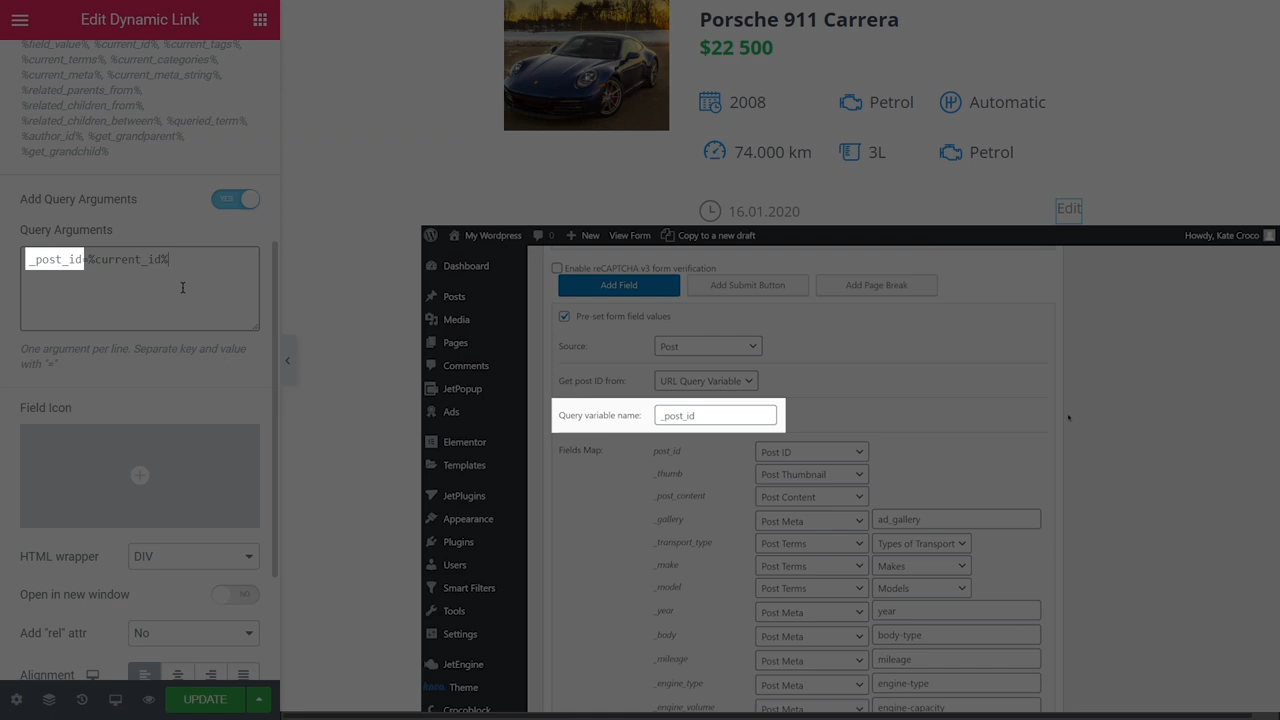 Edit Dynamic Link
%field_value%, %current_id%, %current_tags%,
%current_terms%, %current_categories%,
%current_meta%, %current_meta_string%,
%related_parents_from%,
%related_children_from%,
%related_children_between%, %queried_term%,
%author_id%, %get_grandparent%,
%get_grandchild%
Add Query Arguments
YES
Query Arguments
_post_id=%current_id%
One argument per line. Separate key and value
with "="
Field Icon
HTML wrapper
DIV
Open in new window
NO
Add "rel" attr
No
Alignment
UPDATE
Porsche 911 Carrera
$22 500
2008
Petrol
Automatic
74.000 km
3L
Petrol
16.01.2020
Edit
My Wordpress
0
New
View Form
Copy to a new draft
Howdy, Kate Croco
Dashboard
Posts
Media
Pages
Comments
JetPopup
Ads
Elementor
Templates
JetPlugins
Appearance
Plugins
Users
Smart Filters
Tools
Settings
JetEngine
Theme
Crocoblock
Enable reCAPTCHA v3 form verification
Add Field
Add Submit Button
Add Page Break
Pre-set form field values
Source:
Post
Get post ID from:
URL Query Variable
Query variable name:
_post_id
Fields Map:
post_id
Post ID
_thumb
Post Thumbnail
_post_content
Post Content
_gallery
Post Meta
ad_gallery
_transport_type
Post Terms
Types of Transport
_make
Post Terms
Makes
_model
Post Terms
Models
_year
Post Meta
year
_body
Post Meta
body-type
_mileage
Post Meta
mileage
_engine_type
Post Meta
engine-type
_engine_volume
Post Meta
engine-capacity